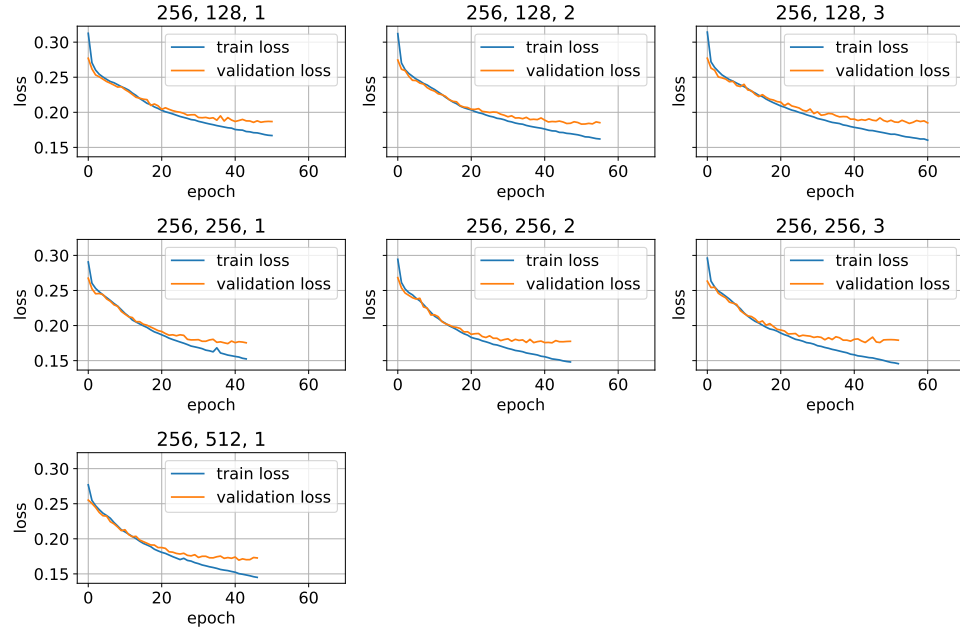 256, 128, 1
0.30
0.25
0.20
0.15
loss
train loss
validation loss
0 20 40 60
epoch
256, 128, 2
loss
train loss
validation loss
0 20 40 60
epoch
256, 128, 3
loss
train loss
validation loss
0 20 40 60
epoch
256, 256, 1
0.30
0.25
0.20
0.15
loss
train loss
validation loss
0 20 40 60
epoch
256, 256, 2
loss
train loss
validation loss
0 20 40 60
epoch
256, 256, 3
loss
train loss
validation loss
0 20 40 60
epoch
256, 512, 1
0.30
0.25
0.20
0.15
loss
train loss
validation loss
0 20 40 60
epoch